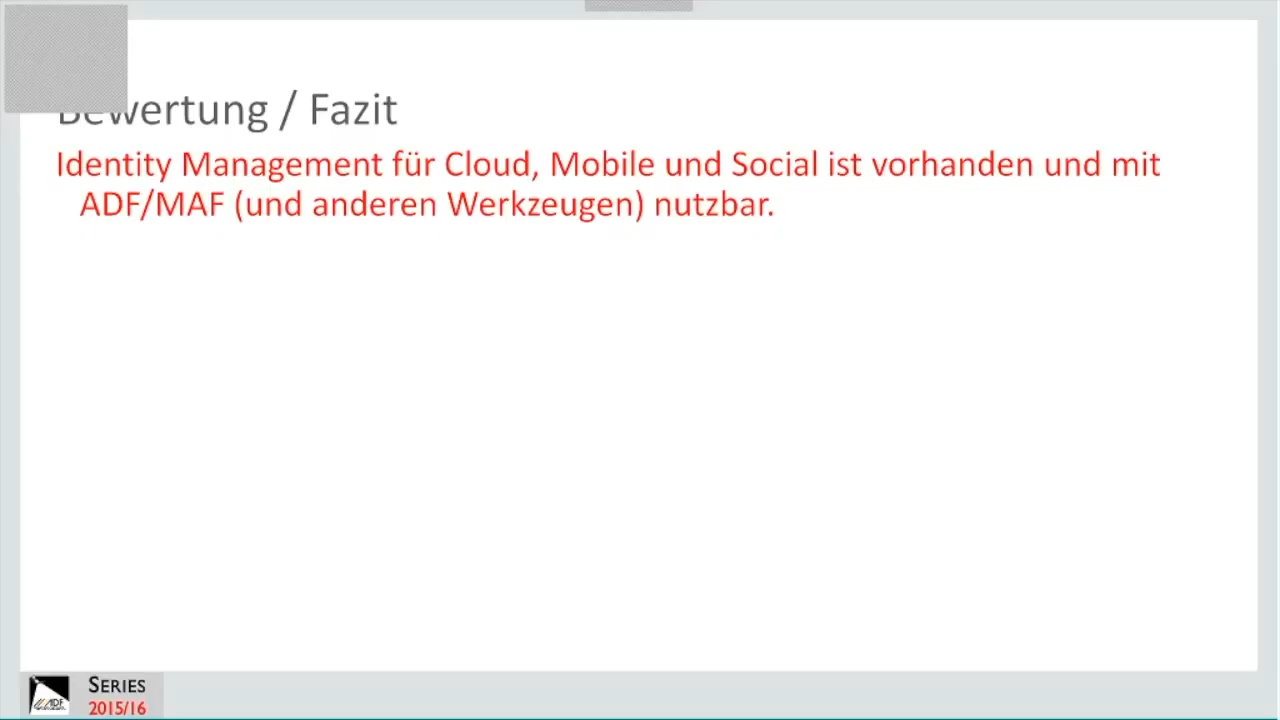 Bewertung / Fazit
Identity Management für Cloud, Mobile und Social ist vorhanden und mit
ADF/MAF (und anderen Werkzeugen) nutzbar.
ADF
SERIES
2015/16